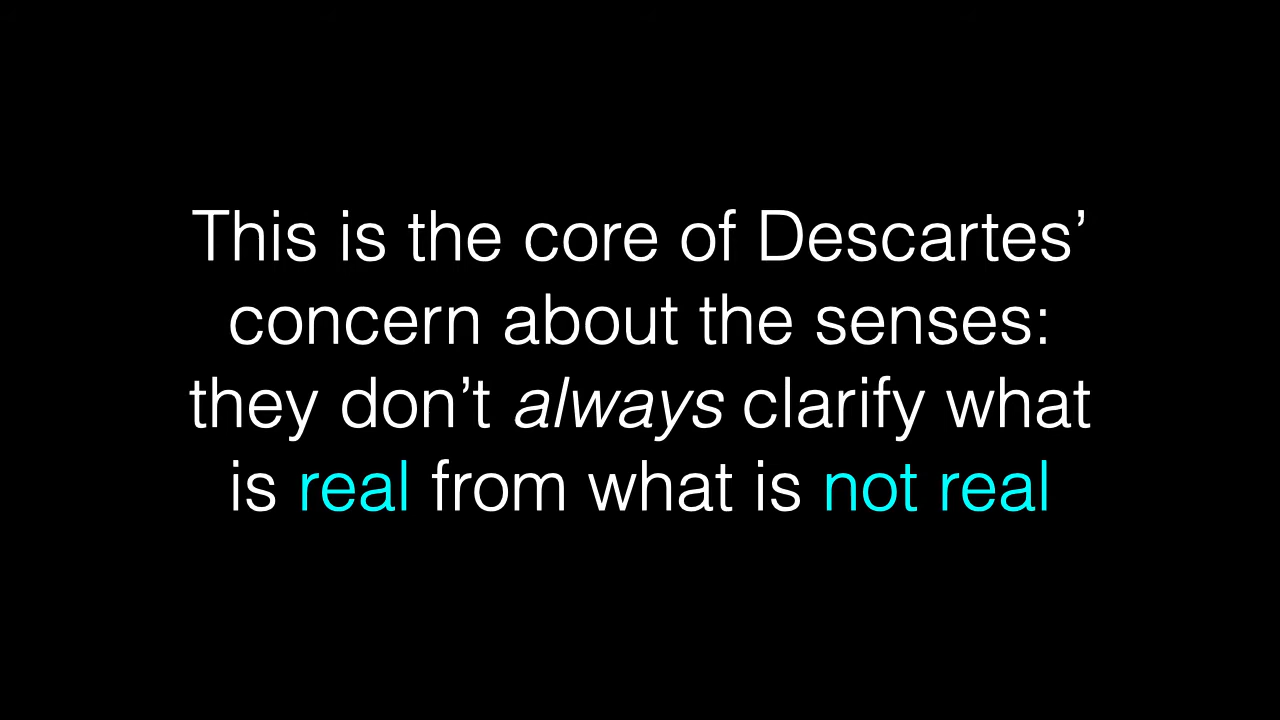 This is the core of Descartes’
concern about the senses:
they don’t always clarify what
is real from what is not real